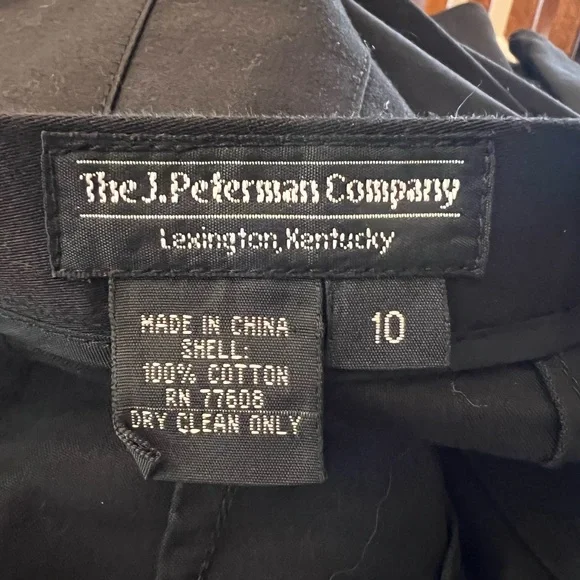 The J. Peterman Company
Lexington, Kentucky
10
MADE IN CHINA
SHELL:
100% COTTON
RN 77608
DRY CLEAN ONLY